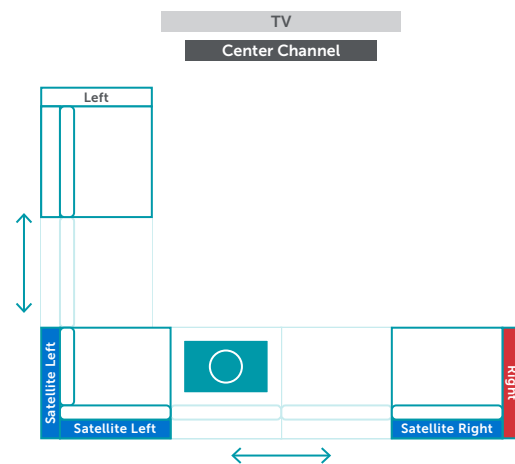 TV
Center Channel
Left
Satellite Left
Satellite Left
Satellite Right
Right